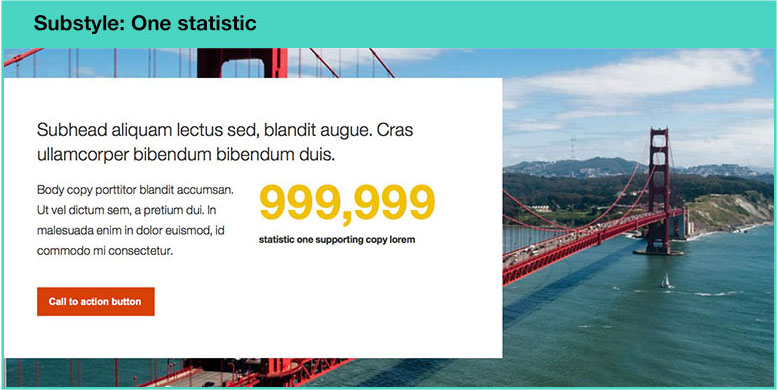 Substyle: One statistic
Subhead aliquam lectus sed, blandit augue. Cras
ullamcorper bibendum bibendum duis.
Body copy porttitor blandit accumsan.
Ut vel dictum sem, a pretium dui. In
malesuada enim in dolor euismod, id
commodo mi consectetur.
999,999
statistic one supporting copy lorem
Call to action button